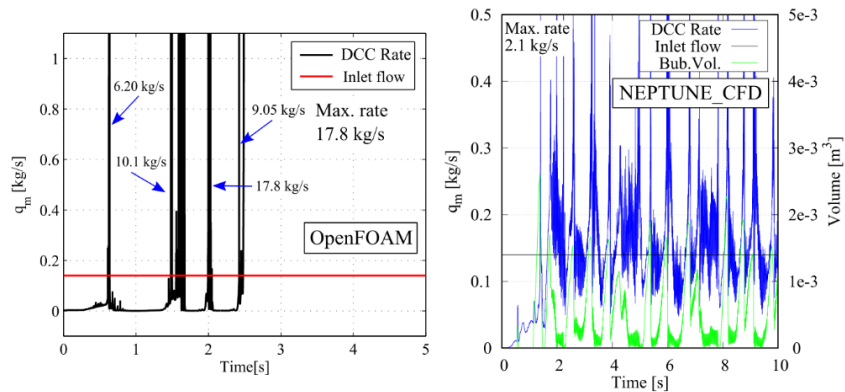 DCC Rate
Inlet flow
6.20 kg/s
9.05 kg/s
Max. rate
17.8 kg/s
10.1 kg/s
17.8 kg/s
OpenFOAM
1
0.8
0.6
0.4
0.2
0
q_m [kg/s]
0 1 2 3 4 5
Time[s]
Max. rate
2.1 kg/s
DCC Rate
Inlet flow
Bub.Vol.
NEPTUNE_CFD
0.5
0.4
0.3
0.2
0.1
0
q_m [kg/s]
5e-3
4e-3
3e-3
2e-3
1e-3
0
Volume [m³]
0 2 4 6 8 10
Time [s]